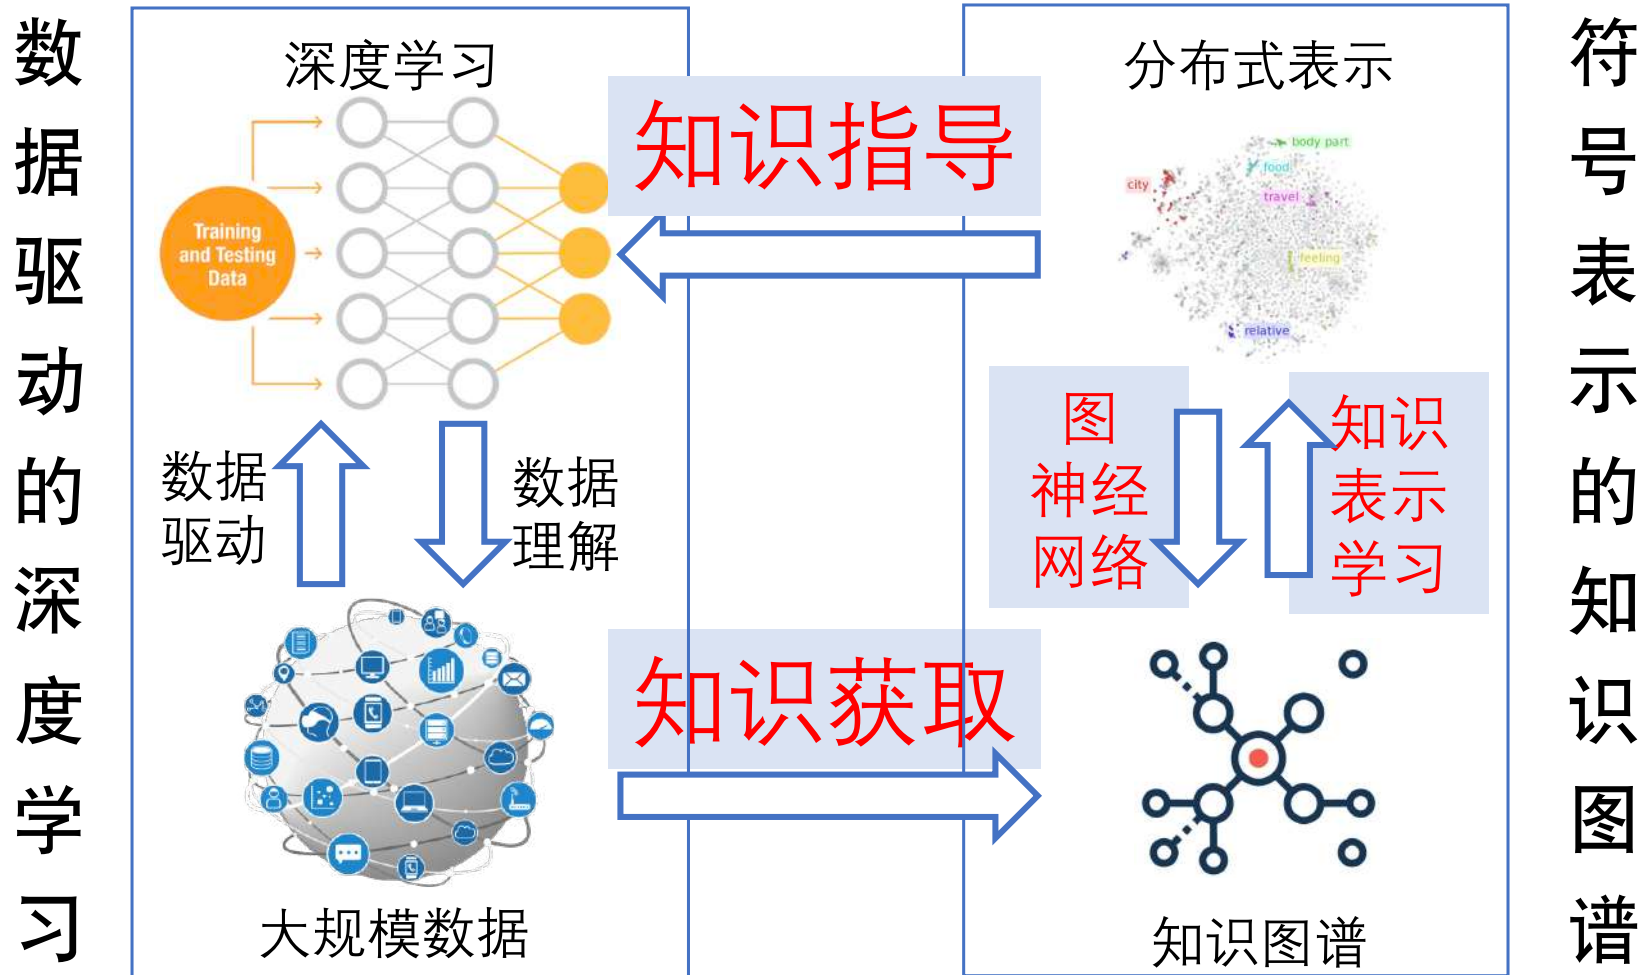 数据驱动的深度学习
深度学习
Training
and Testing
Data
数据
驱动
数据
理解
大规模数据
知识指导
知识获取
分布式表示
body part
food
city
travel
feeling
relative
图
神经
网络
知识
表示
学习
知识图谱
符号表示的知识图谱